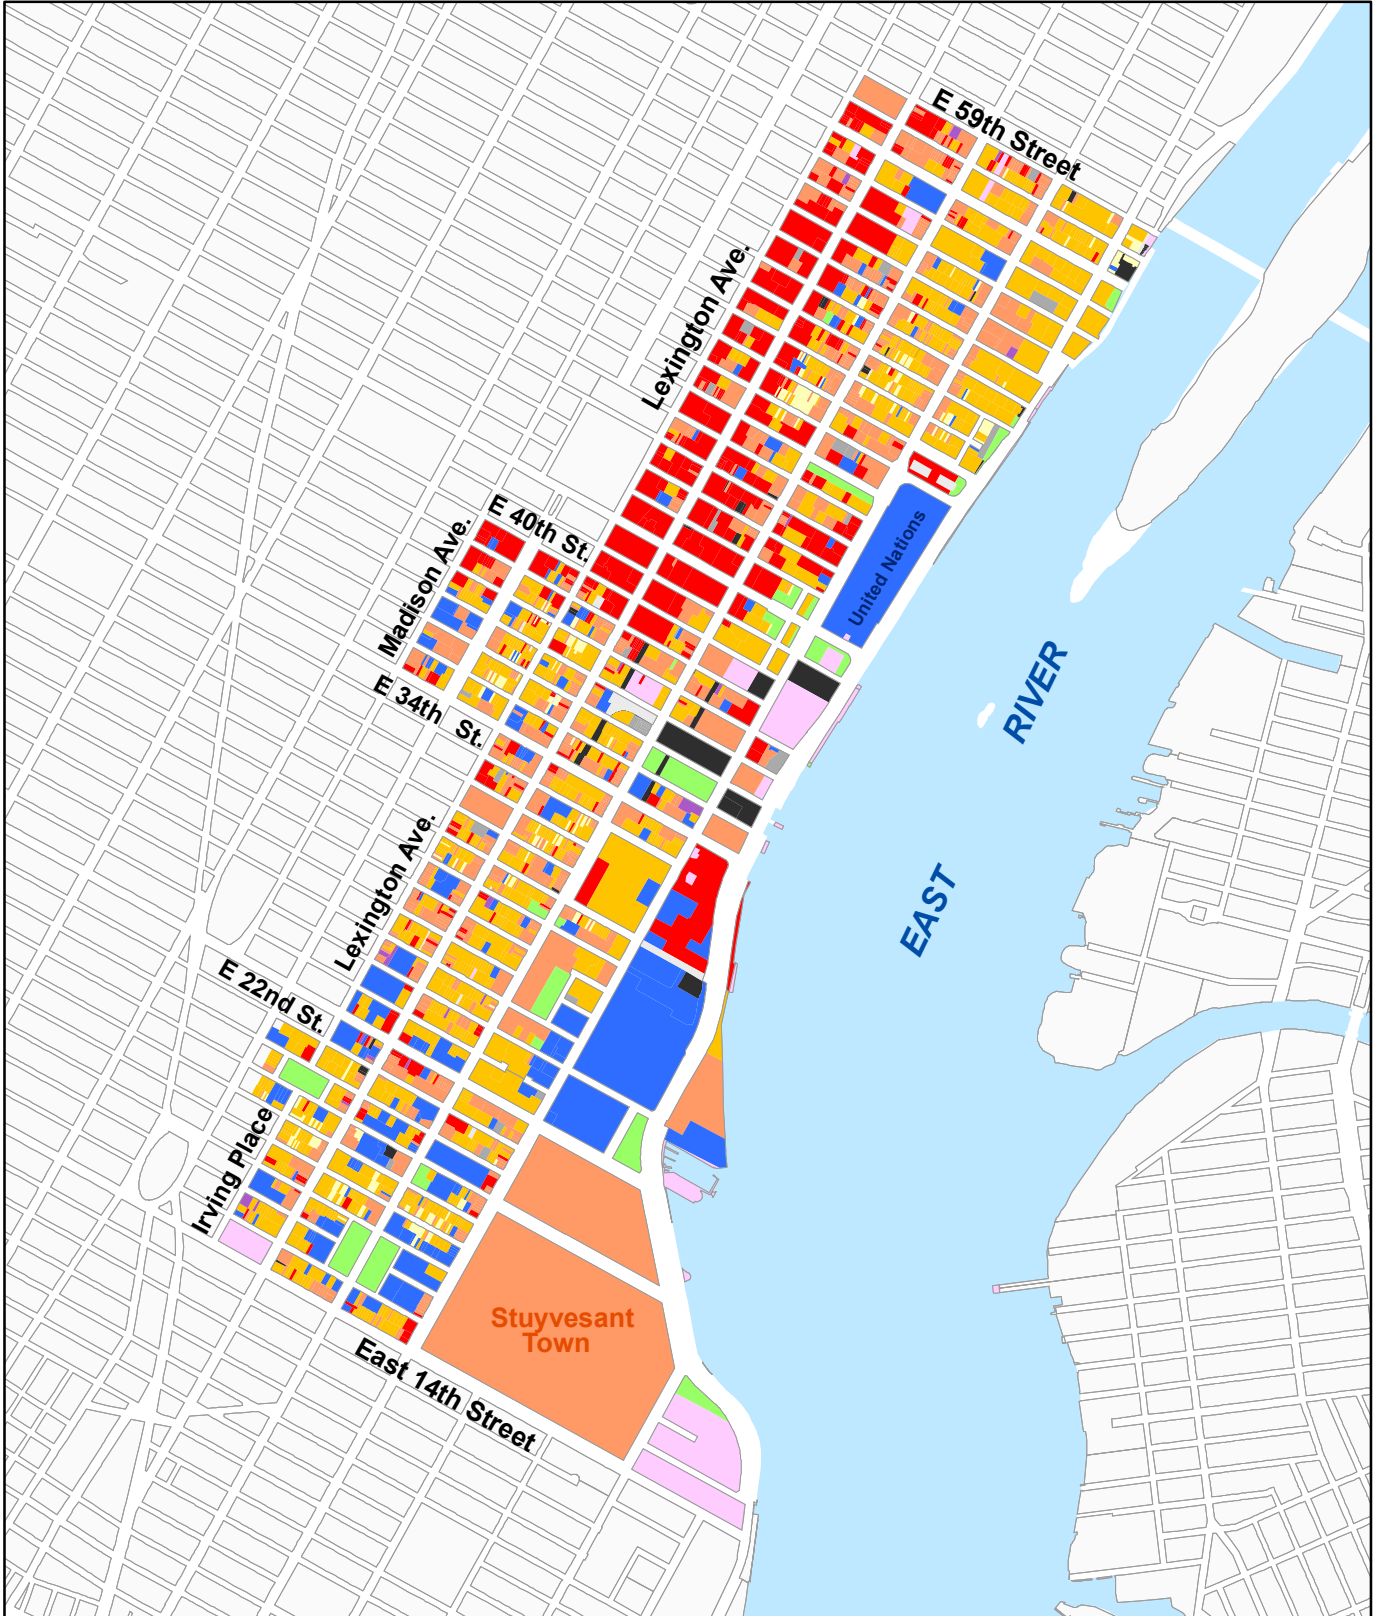 E 59th Street
Lexington Ave.
E 40th St.
Madison Ave.
United Nations
E 34th St.
RIVER
EAST
Lexington Ave.
E 22nd St.
Irving Place
Stuyvesant
Town
East 14th Street